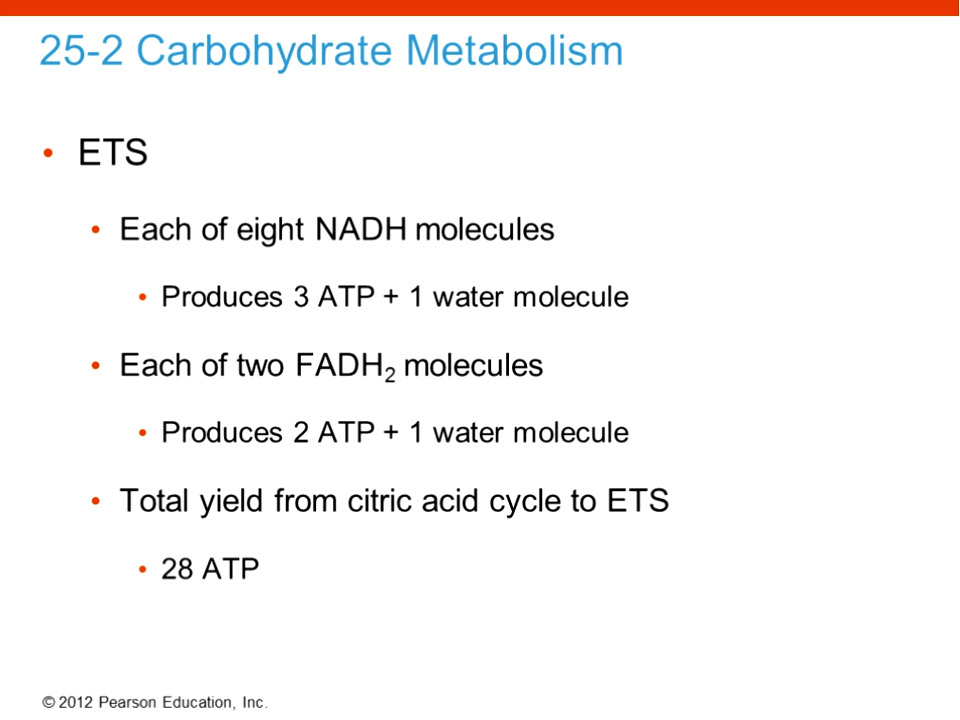 25-2 Carbohydrate Metabolism
• ETS
• Each of eight NADH molecules
• Produces 3 ATP + 1 water molecule
• Each of two FADH₂ molecules
• Produces 2 ATP + 1 water molecule
• Total yield from citric acid cycle to ETS
• 28 ATP
© 2012 Pearson Education, Inc.